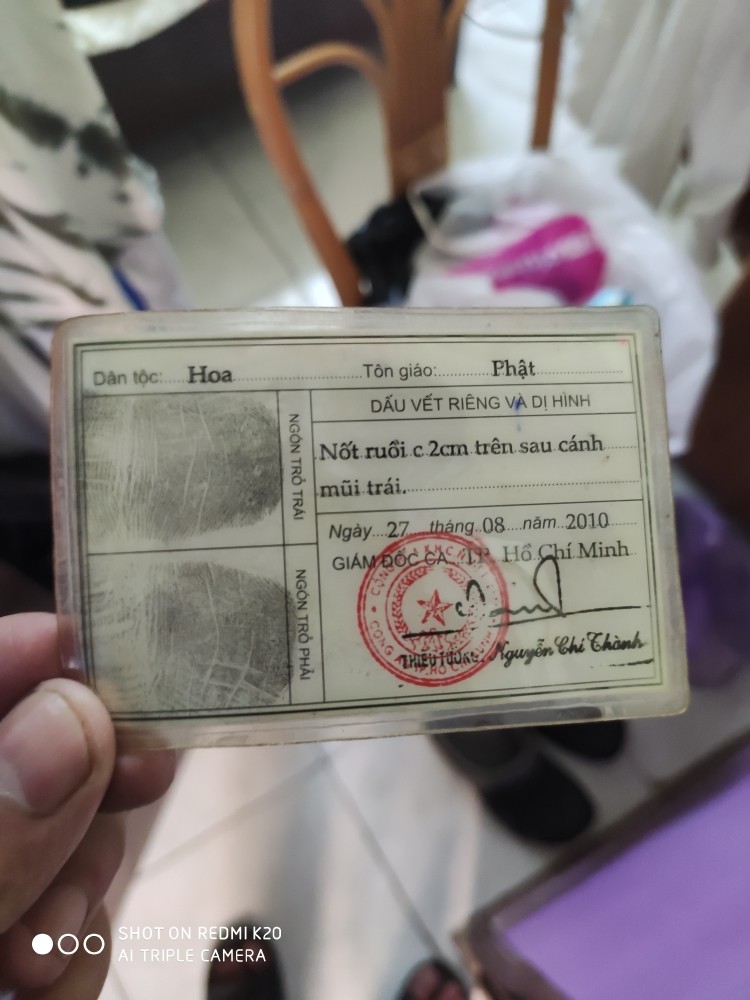 Dân tộc: Hoa Tôn giáo: Phật
NGÓN TRỎ TRÁI
NGÓN TRỎ PHẢI
DẤU VẾT RIÊNG VÀ DỊ HÌNH
Nốt ruồi c 2cm trên sau cánh
mũi trái.
Ngày 27 tháng 08 năm 2010
GIÁM ĐỐC CA. TP. Hồ Chí Minh
THIẾU TƯỚNG: Nguyễn Chí Thành
SHOT ON REDMI K20
AI TRIPLE CAMERA